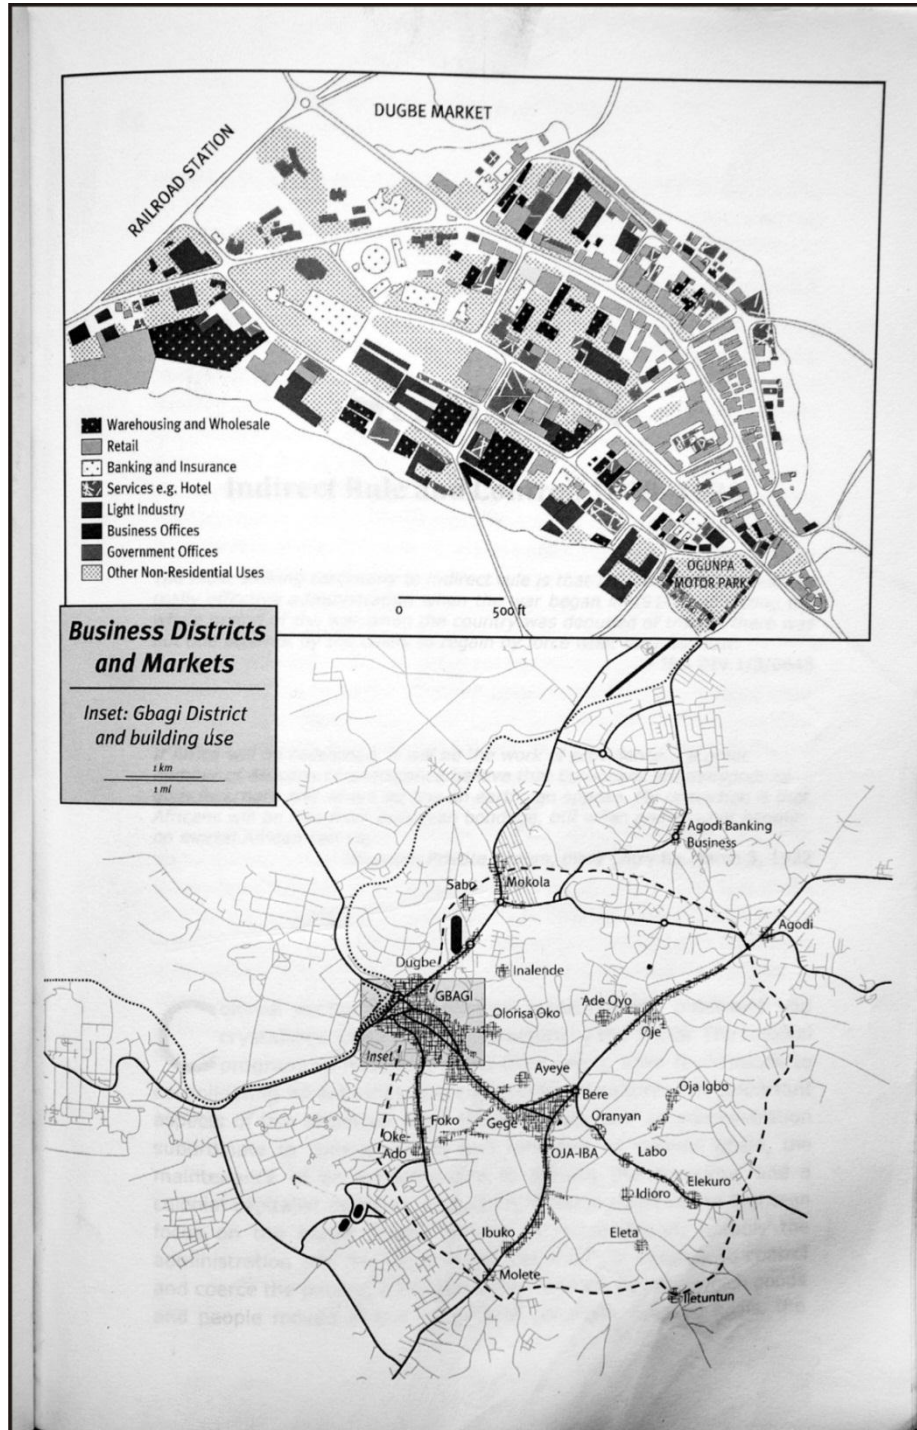 DUGBE MARKET
RAILROAD STATION
Warehousing and Wholesale
Retail
Banking and Insurance
Services e.g. Hotel
Light Industry
Business Offices
Government Offices
Other Non-Residential Uses
OGUNPA
MOTOR PARK
0 500 ft
Business Districts
and Markets
Inset: Gbagi District
and building use
1 km
1 mi
Agodi Banking
Business
Sabo
Mokola
Agodi
Dugbe
Inalende
GBAGI
Ade Oyo
Olorisa Oko
Oje
Inset
Ayeye
Oja Igbo
Bere
Foko
Gege
Oranyan
Oke-
Ado
OJA-IBA
Labo
Elekuro
Idioro
Ibuko
Eleta
Molete